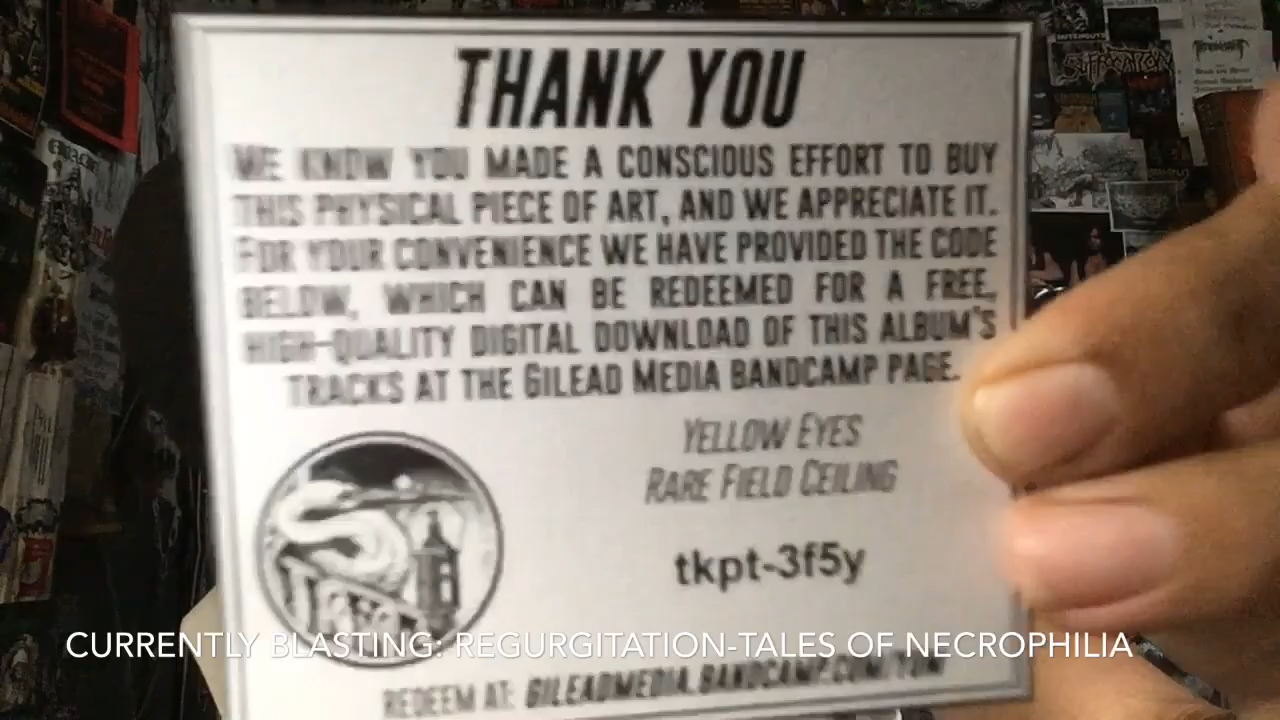 THANK YOU
WE KNOW YOU MADE A CONSCIOUS EFFORT TO BUY
THIS PHYSICAL PIECE OF ART, AND WE APPRECIATE IT.
FOR YOUR CONVENIENCE WE HAVE PROVIDED THE CODE
BELOW, WHICH CAN BE REDEEMED FOR A FREE,
HIGH-QUALITY DIGITAL DOWNLOAD OF THIS ALBUM'S
TRACKS AT THE GILEAD MEDIA BANDCAMP PAGE.
YELLOW EYES
RARE FIELD CEILING
tkpt-3f5y
CURRENTLY BLASTING: REGURGITATION-TALES OF NECROPHILIA
REDEEM AT: GILEADMEDIA.BANDCAMP.COM/YUM
SUFFOCATION